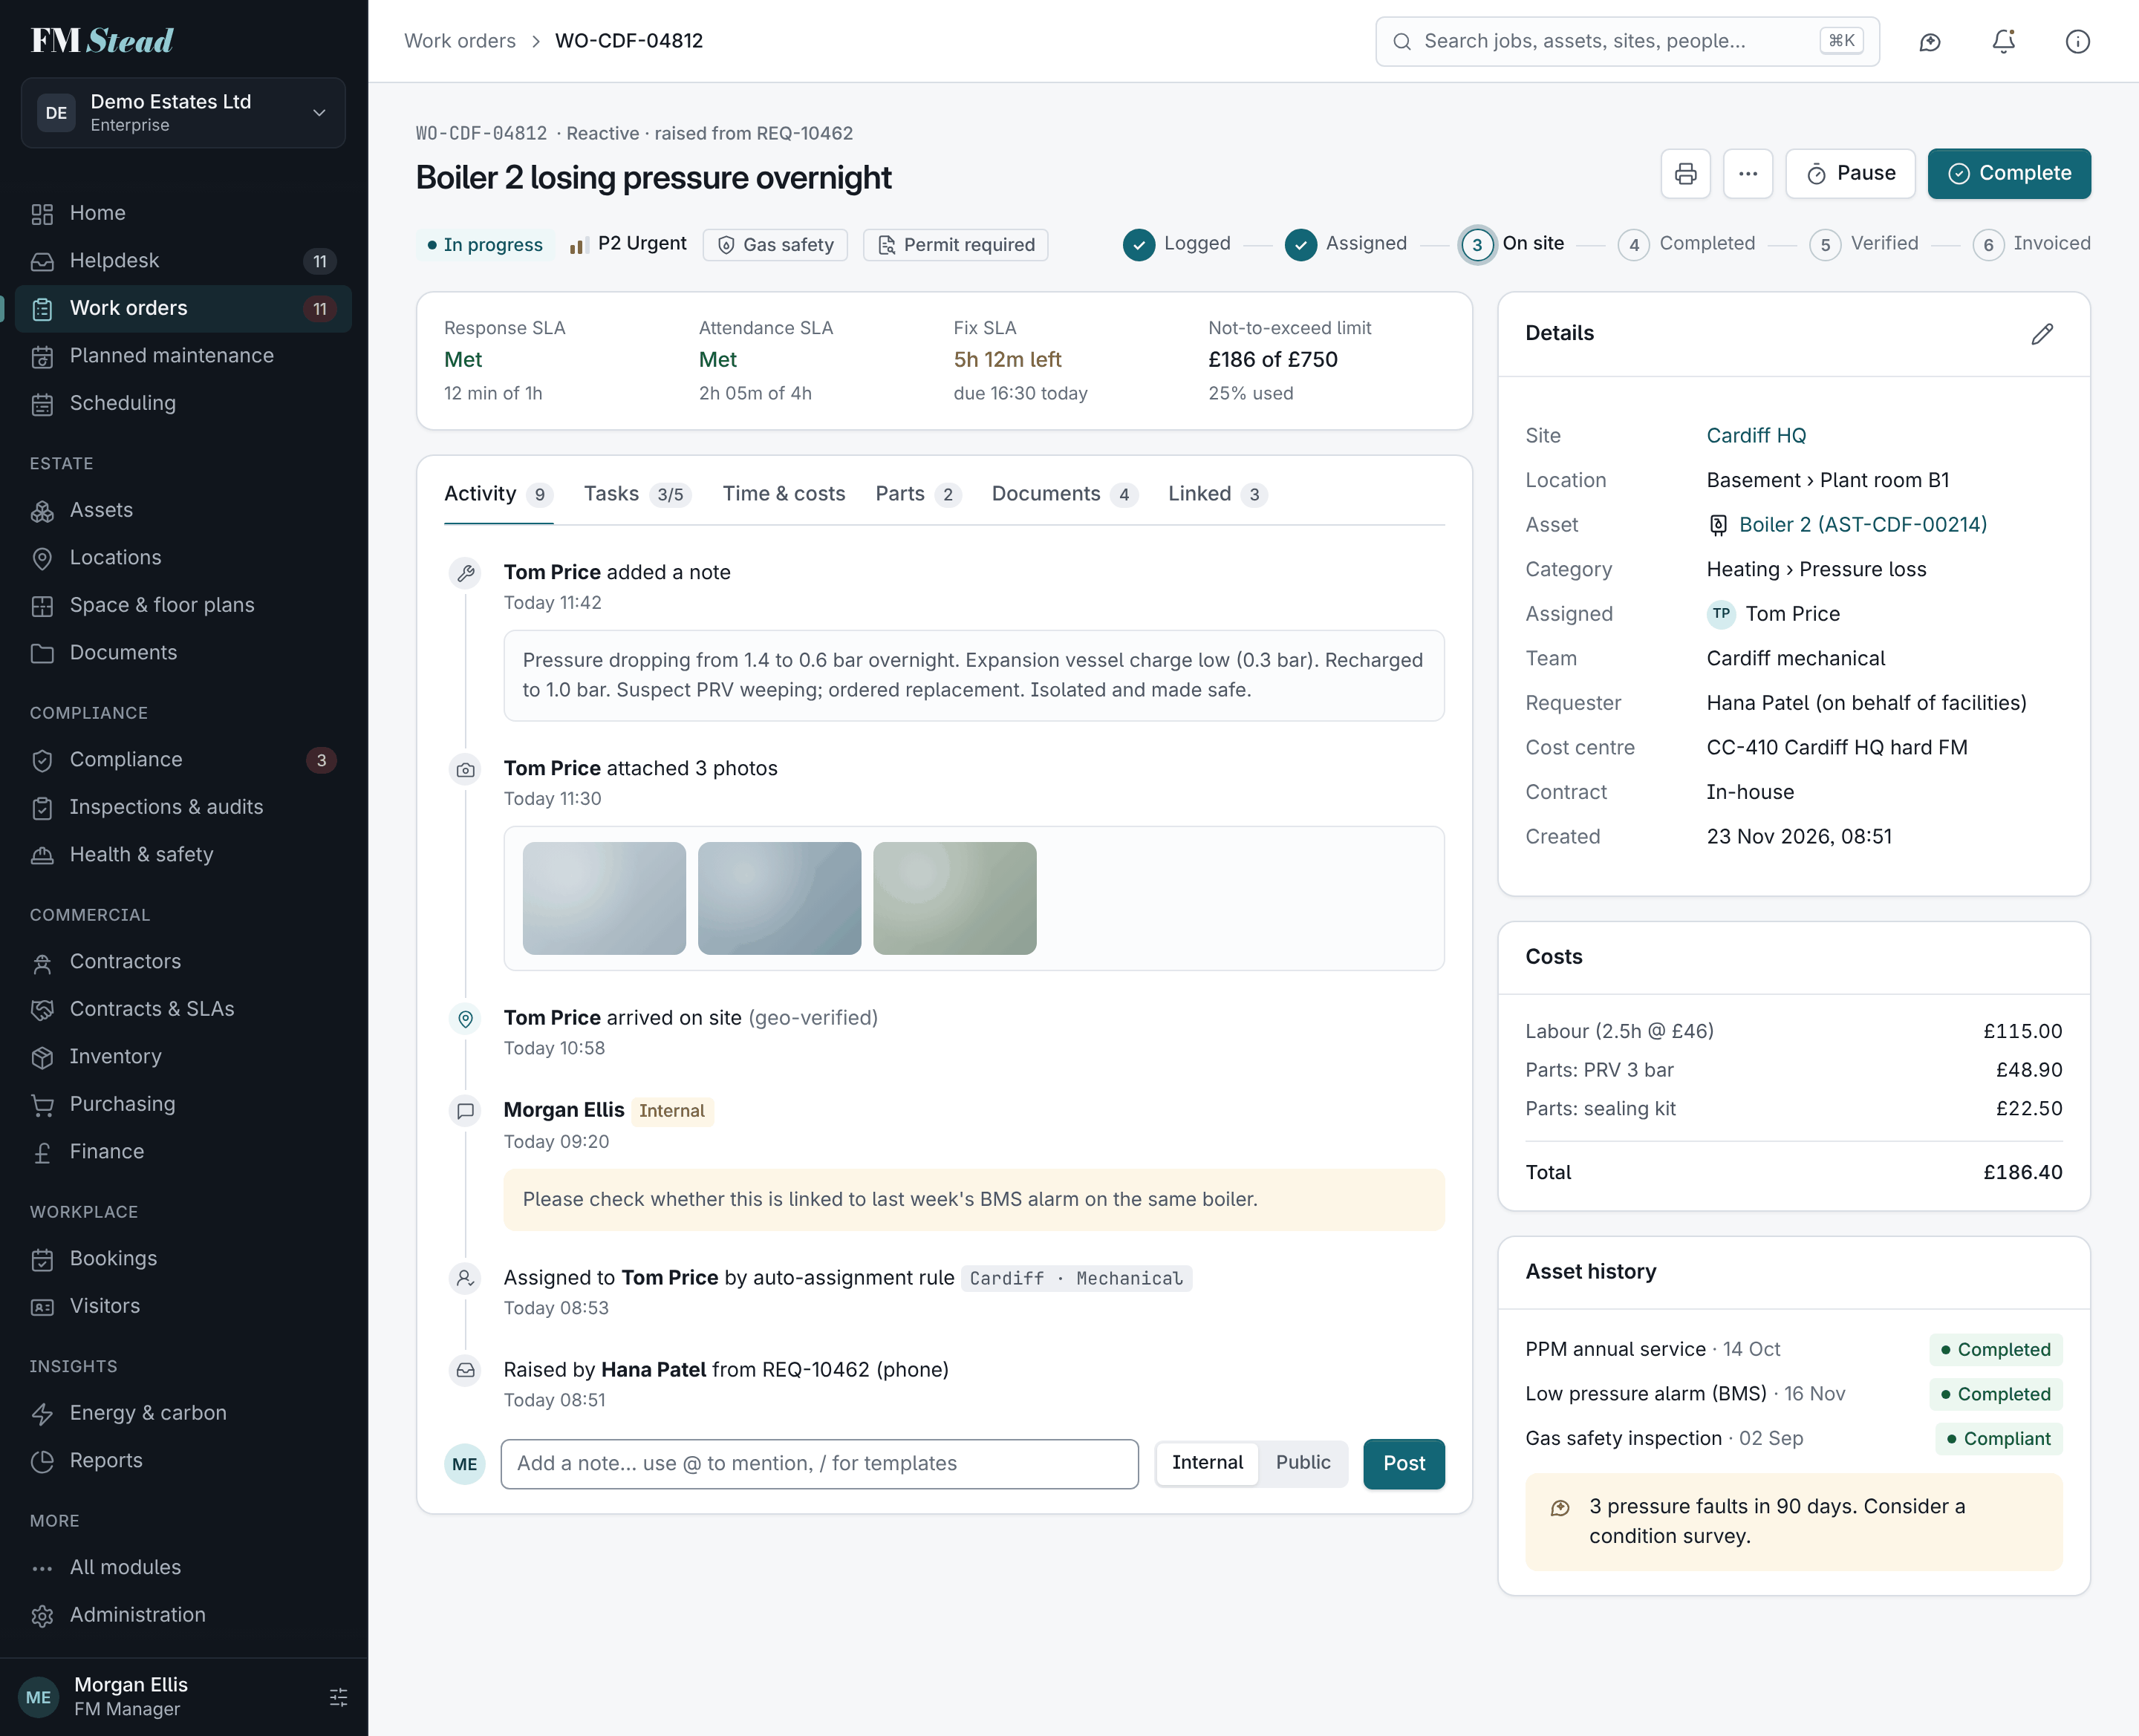 FM Stead
DE
Demo Estates Ltd
Enterprise
Home
Helpdesk 11
Work orders 11
Planned maintenance
Scheduling
ESTATE
Assets
Locations
Space & floor plans
Documents
COMPLIANCE
Compliance 3
Inspections & audits
Health & safety
COMMERCIAL
Contractors
Contracts & SLAs
Inventory
Purchasing
Finance
WORKPLACE
Bookings
Visitors
INSIGHTS
Energy & carbon
Reports
MORE
All modules
Administration
ME
Morgan Ellis
FM Manager
Work orders > WO-CDF-04812
Search jobs, assets, sites, people... ⌘K
WO-CDF-04812 · Reactive · raised from REQ-10462
Boiler 2 losing pressure overnight
Pause
Complete
In progress
P2 Urgent
Gas safety
Permit required
Logged
Assigned
3 On site
4 Completed
5 Verified
6 Invoiced
Response SLA
Met
12 min of 1h
Attendance SLA
Met
2h 05m of 4h
Fix SLA
5h 12m left
due 16:30 today
Not-to-exceed limit
£186 of £750
25% used
Activity 9
Tasks 3/5
Time & costs
Parts 2
Documents 4
Linked 3
Tom Price added a note
Today 11:42
Pressure dropping from 1.4 to 0.6 bar overnight. Expansion vessel charge low (0.3 bar). Recharged
to 1.0 bar. Suspect PRV weeping; ordered replacement. Isolated and made safe.
Tom Price attached 3 photos
Today 11:30
Tom Price arrived on site (geo-verified)
Today 10:58
Morgan Ellis Internal
Today 09:20
Please check whether this is linked to last week's BMS alarm on the same boiler.
Assigned to Tom Price by auto-assignment rule Cardiff · Mechanical
Today 08:53
Raised by Hana Patel from REQ-10462 (phone)
Today 08:51
ME
Add a note... use @ to mention, / for templates
Internal
Public
Post
Details
Site Cardiff HQ
Location Basement › Plant room B1
Asset Boiler 2 (AST-CDF-00214)
Category Heating › Pressure loss
Assigned TP Tom Price
Team Cardiff mechanical
Requester Hana Patel (on behalf of facilities)
Cost centre CC-410 Cardiff HQ hard FM
Contract In-house
Created 23 Nov 2026, 08:51
Costs
Labour (2.5h @ £46) £115.00
Parts: PRV 3 bar £48.90
Parts: sealing kit £22.50
Total £186.40
Asset history
PPM annual service · 14 Oct Completed
Low pressure alarm (BMS) · 16 Nov Completed
Gas safety inspection · 02 Sep Compliant
3 pressure faults in 90 days. Consider a
condition survey.